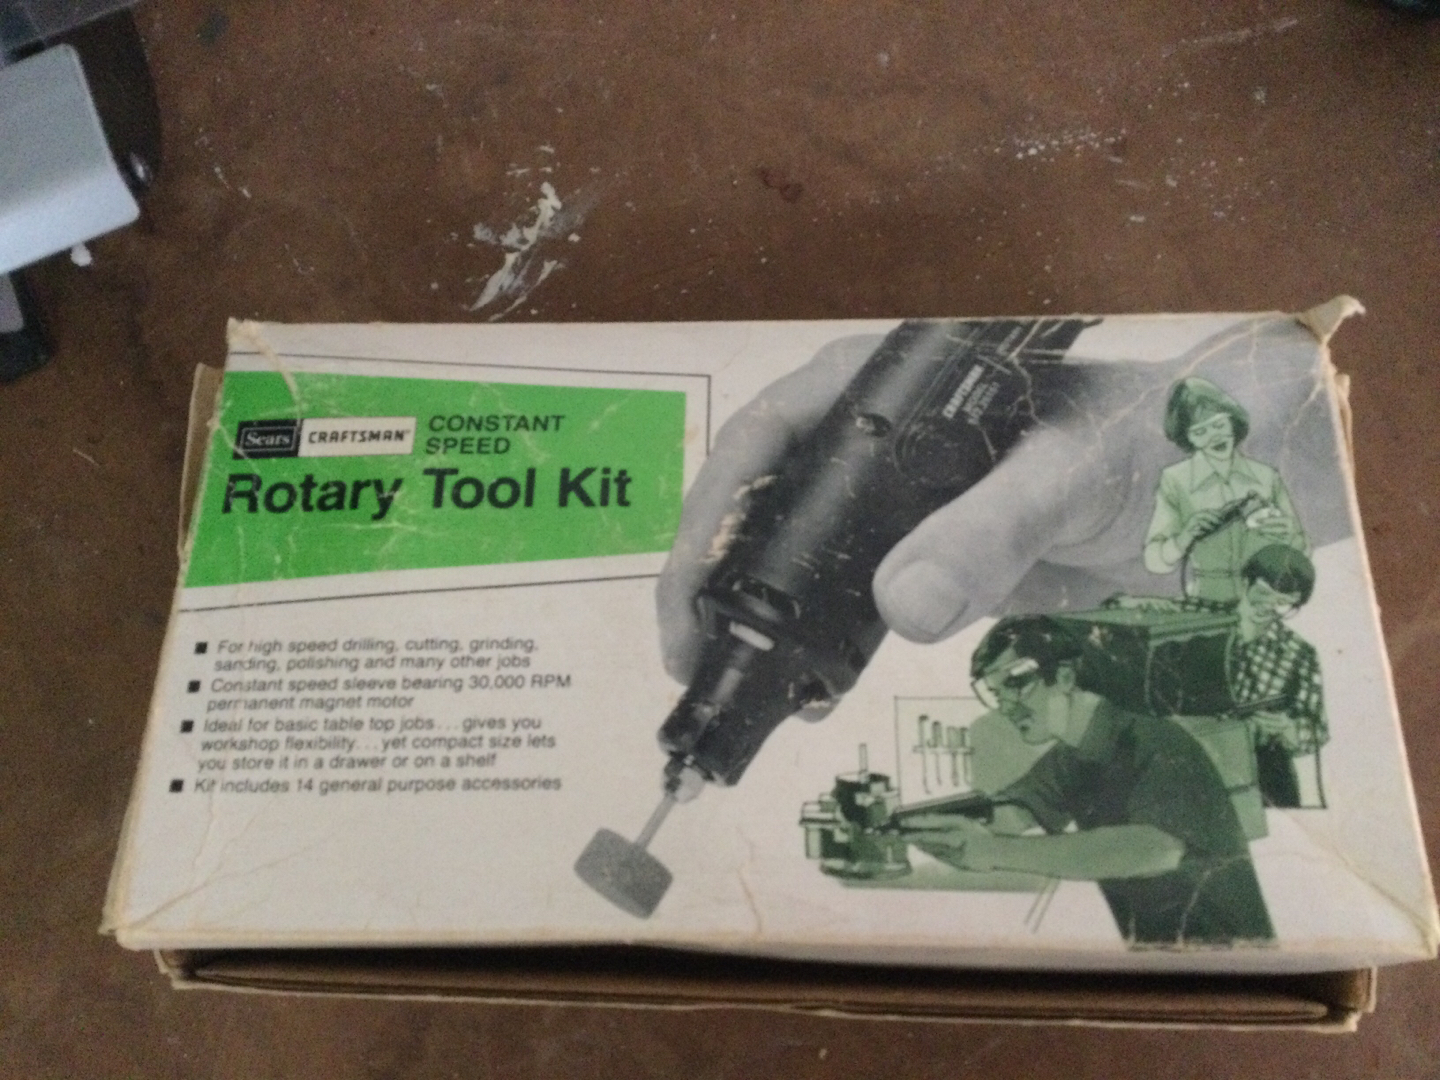 Sears CRAFTSMAN CONSTANT
SPEED
Rotary Tool Kit
■ For high speed drilling, cutting, grinding,
sanding, polishing and many other jobs
■ Constant speed sleeve bearing 30,000 RPM
permanent magnet motor
■ Ideal for basic table top jobs...gives you
workshop flexibility...yet compact size lets
you store it in a drawer or on a shelf
■ Kit includes 14 general purpose accessories
CRAFTSMAN
MODEL